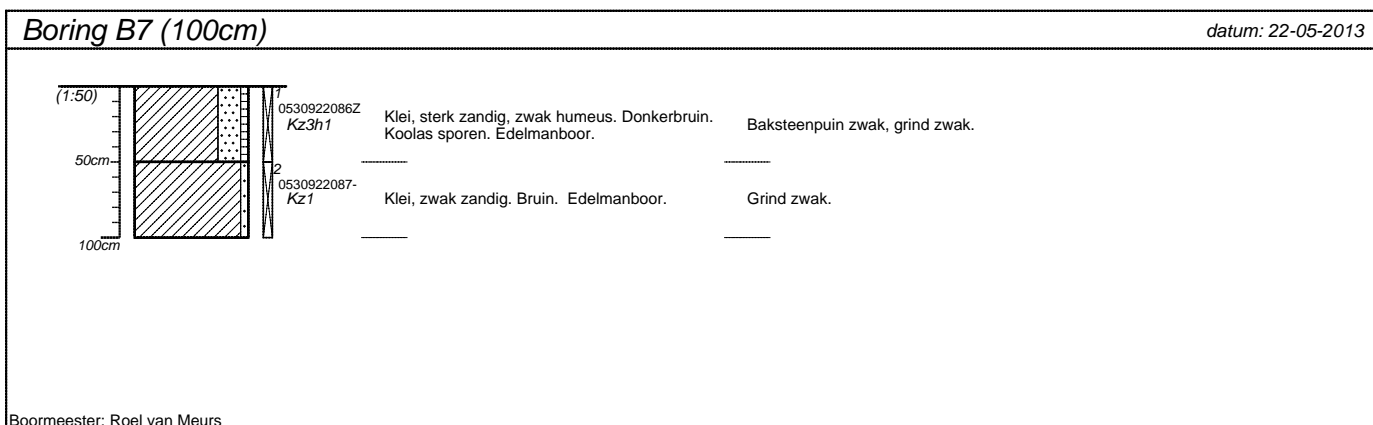 Boring B7 (100cm)
datum: 22-05-2013
(1:50)
1
0530922086Z
Kz3h1
Klei, sterk zandig, zwak humeus. Donkerbruin.
Koolas sporen. Edelmanboor.
Baksteenpuin zwak, grind zwak.
50cm
2
0530922087-
Kz1
Klei, zwak zandig. Bruin. Edelmanboor.
Grind zwak.
100cm
Boormeester: Roel van Meurs